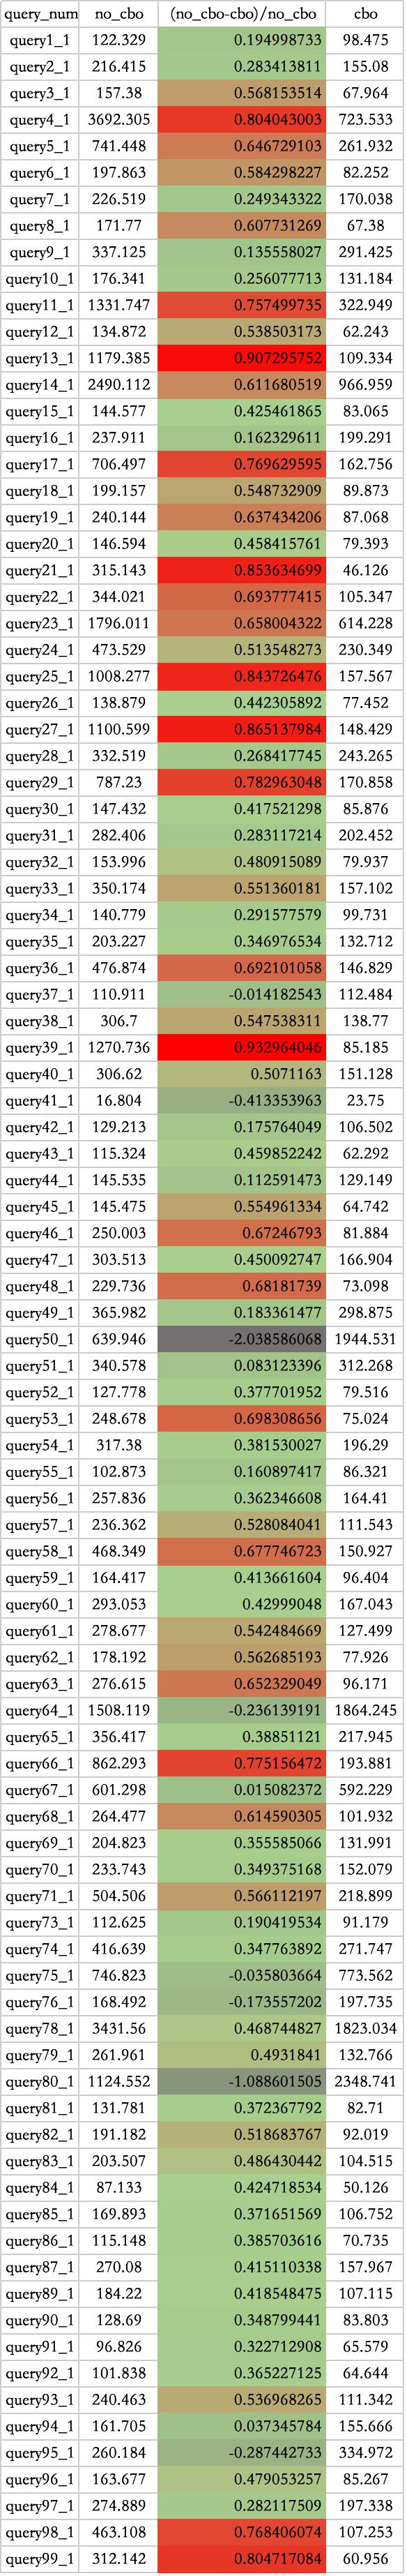 query_num no_cbo (no_cbo-cbo)/no_cbo cbo
query1_1 122.329 0.194998733 98.475
query2_1 216.415 0.283413811 155.08
query3_1 157.38 0.568153514 67.964
query4_1 3692.305 0.804043003 723.533
query5_1 741.448 0.646729103 261.932
query6_1 197.863 0.584298227 82.252
query7_1 226.519 0.249343322 170.038
query8_1 171.77 0.607731269 67.38
query9_1 337.125 0.135558027 291.425
query10_1 176.341 0.256077713 131.184
query11_1 1331.747 0.757499735 322.949
query12_1 134.872 0.538503173 62.243
query13_1 1179.385 0.907295752 109.334
query14_1 2490.112 0.611680519 966.959
query15_1 144.577 0.425461865 83.065
query16_1 237.911 0.162329611 199.291
query17_1 706.497 0.769629595 162.756
query18_1 199.157 0.548732909 89.873
query19_1 240.144 0.637434206 87.068
query20_1 146.594 0.458415761 79.393
query21_1 315.143 0.853634699 46.126
query22_1 344.021 0.693777415 105.347
query23_1 1796.011 0.658004322 614.228
query24_1 473.529 0.513548273 230.349
query25_1 1008.277 0.843726476 157.567
query26_1 138.879 0.442305892 77.452
query27_1 1100.599 0.865137984 148.429
query28_1 332.519 0.268417745 243.265
query29_1 787.23 0.782963048 170.858
query30_1 147.432 0.417521298 85.876
query31_1 282.406 0.283117214 202.452
query32_1 153.996 0.480915089 79.937
query33_1 350.174 0.551360181 157.102
query34_1 140.779 0.291577579 99.731
query35_1 203.227 0.346976534 132.712
query36_1 476.874 0.692101058 146.829
query37_1 110.911 -0.014182543 112.484
query38_1 306.7 0.547538311 138.77
query39_1 1270.736 0.932964046 85.185
query40_1 306.62 0.5071163 151.128
query41_1 16.804 -0.413353963 23.75
query42_1 129.213 0.175764049 106.502
query43_1 115.324 0.459852242 62.292
query44_1 145.535 0.112591473 129.149
query45_1 145.475 0.554961334 64.742
query46_1 250.003 0.67246793 81.884
query47_1 303.513 0.450092747 166.904
query48_1 229.736 0.68181739 73.098
query49_1 365.982 0.183361477 298.875
query50_1 639.946 -2.038586068 1944.531
query51_1 340.578 0.083123396 312.268
query52_1 127.778 0.377701952 79.516
query53_1 248.678 0.698308656 75.024
query54_1 317.38 0.381530027 196.29
query55_1 102.873 0.160897417 86.321
query56_1 257.836 0.362346608 164.41
query57_1 236.362 0.528084041 111.543
query58_1 468.349 0.677746723 150.927
query59_1 164.417 0.413661604 96.404
query60_1 293.053 0.42999048 167.043
query61_1 278.677 0.542484669 127.499
query62_1 178.192 0.562685193 77.926
query63_1 276.615 0.652329049 96.171
query64_1 1508.119 -0.236139191 1864.245
query65_1 356.417 0.38851121 217.945
query66_1 862.293 0.775156472 193.881
query67_1 601.298 0.015082372 592.229
query68_1 264.477 0.614590305 101.932
query69_1 204.823 0.355585066 131.991
query70_1 233.743 0.349375168 152.079
query71_1 504.506 0.566112197 218.899
query73_1 112.625 0.190419534 91.179
query74_1 416.639 0.347763892 271.747
query75_1 746.823 -0.035803664 773.562
query76_1 168.492 -0.173557202 197.735
query78_1 3431.56 0.468744827 1823.034
query79_1 261.961 0.4931841 132.766
query80_1 1124.552 -1.088601505 2348.741
query81_1 131.781 0.372367792 82.71
query82_1 191.182 0.518683767 92.019
query83_1 203.507 0.486430442 104.515
query84_1 87.133 0.424718534 50.126
query85_1 169.893 0.371651569 106.752
query86_1 115.148 0.385703616 70.735
query87_1 270.08 0.415110338 157.967
query89_1 184.22 0.418548475 107.115
query90_1 128.69 0.348799441 83.803
query91_1 96.826 0.322712908 65.579
query92_1 101.838 0.365227125 64.644
query93_1 240.463 0.536968265 111.342
query94_1 161.705 0.037345784 155.666
query95_1 260.184 -0.287442733 334.972
query96_1 163.677 0.479053257 85.267
query97_1 274.889 0.282117509 197.338
query98_1 463.108 0.768406074 107.253
query99_1 312.142 0.804717084 60.956